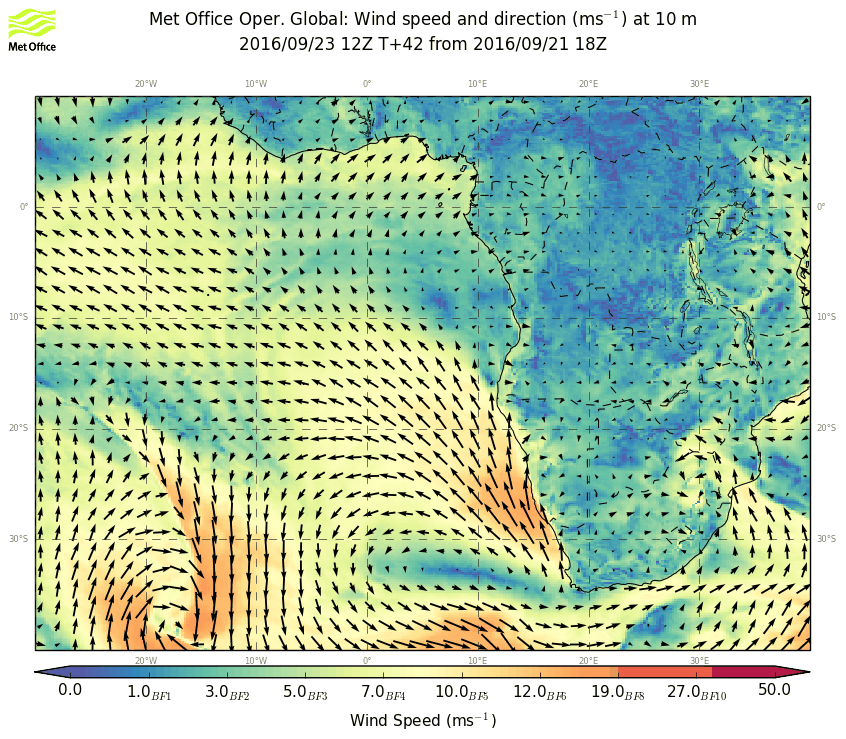 Met Office Oper. Global: Wind speed and direction (ms⁻¹) at 10 m
2016/09/23 12Z T+42 from 2016/09/21 18Z
Met Office
20°W 10°W 0° 10°E 20°E 30°E
0° 0°
10°S 10°S
20°S 20°S
30°S 30°S
20°W 10°W 0° 10°E 20°E 30°E
0.0 1.0BF1 3.0BF2 5.0BF3 7.0BF4 10.0BF5 12.0BF6 19.0BF8 27.0BF10 50.0
Wind Speed (ms⁻¹)